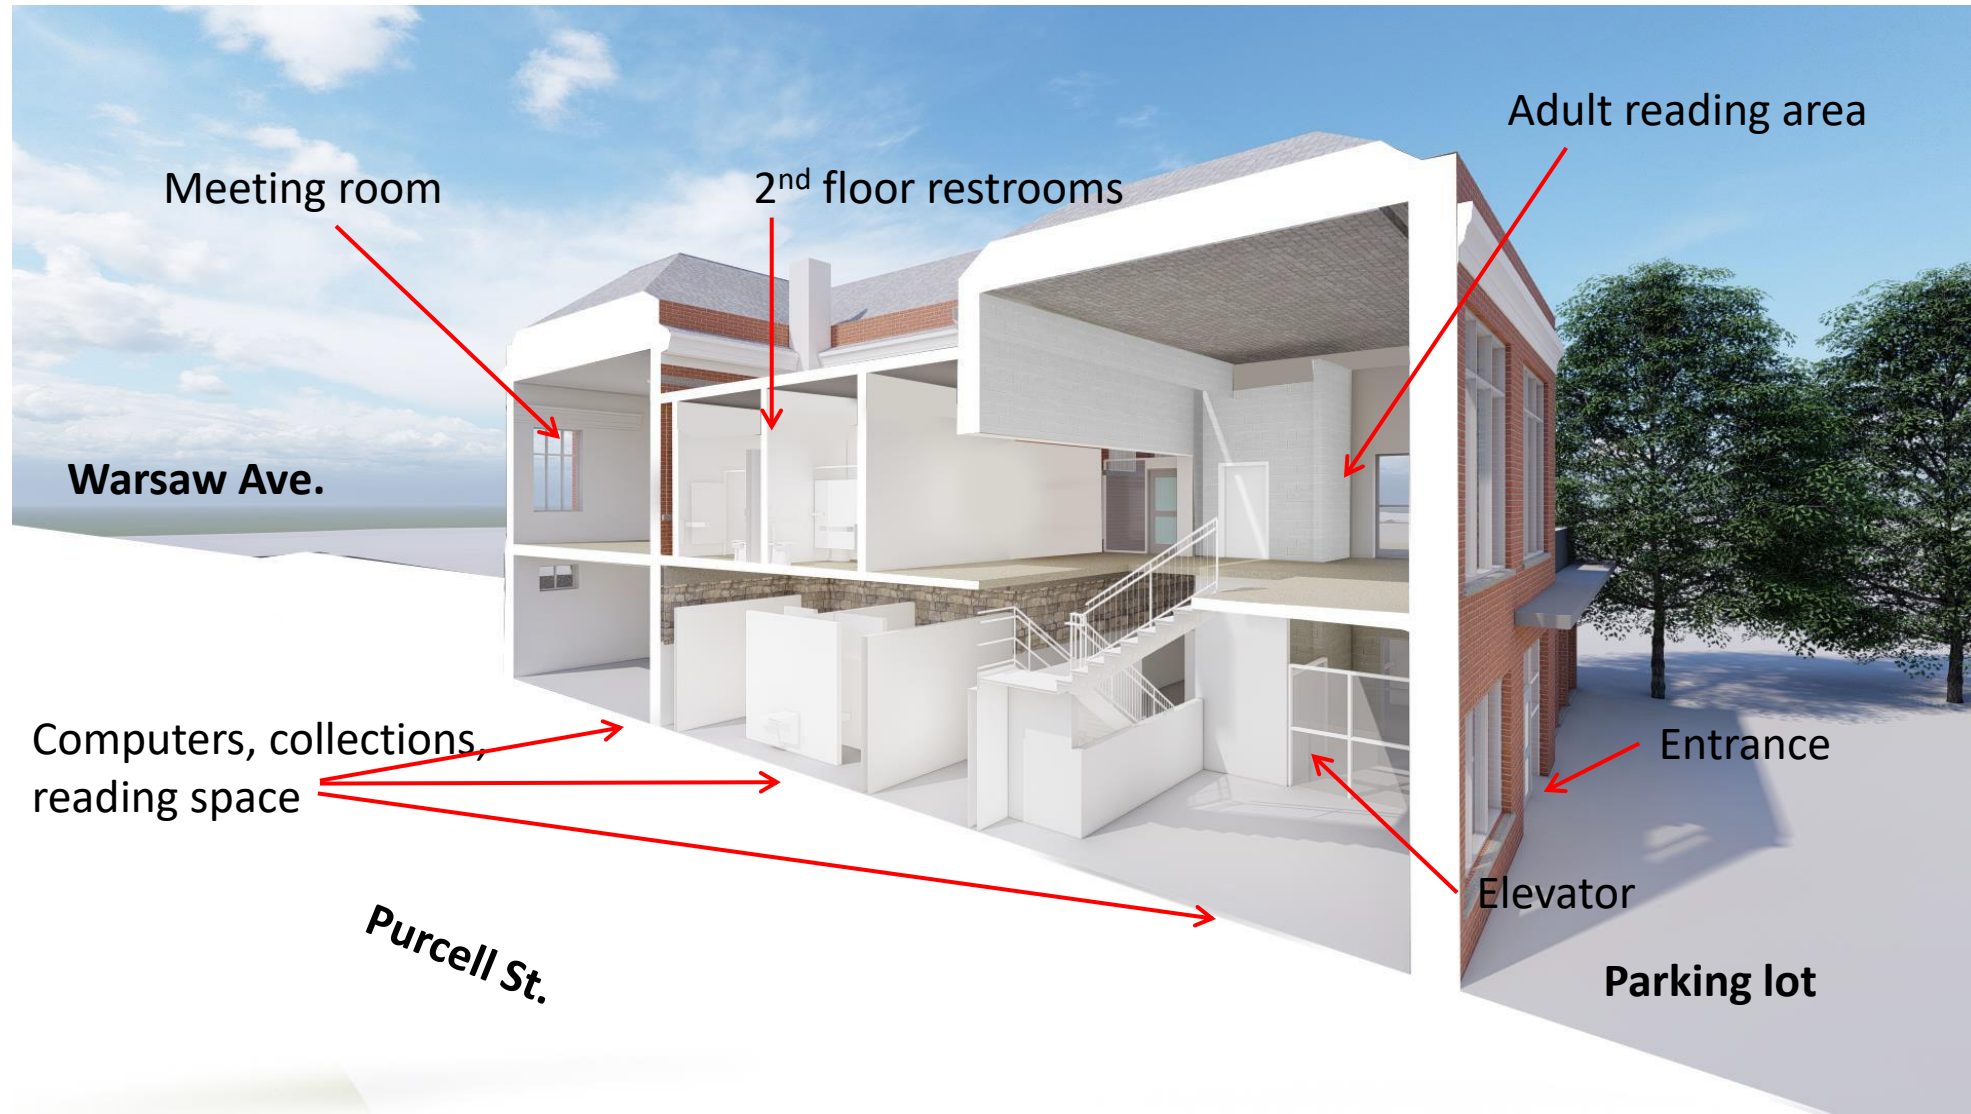 Adult reading area
Meeting room
2nd floor restrooms
Warsaw Ave.
Computers, collections,
reading space
Entrance
Elevator
Purcell St.
Parking lot